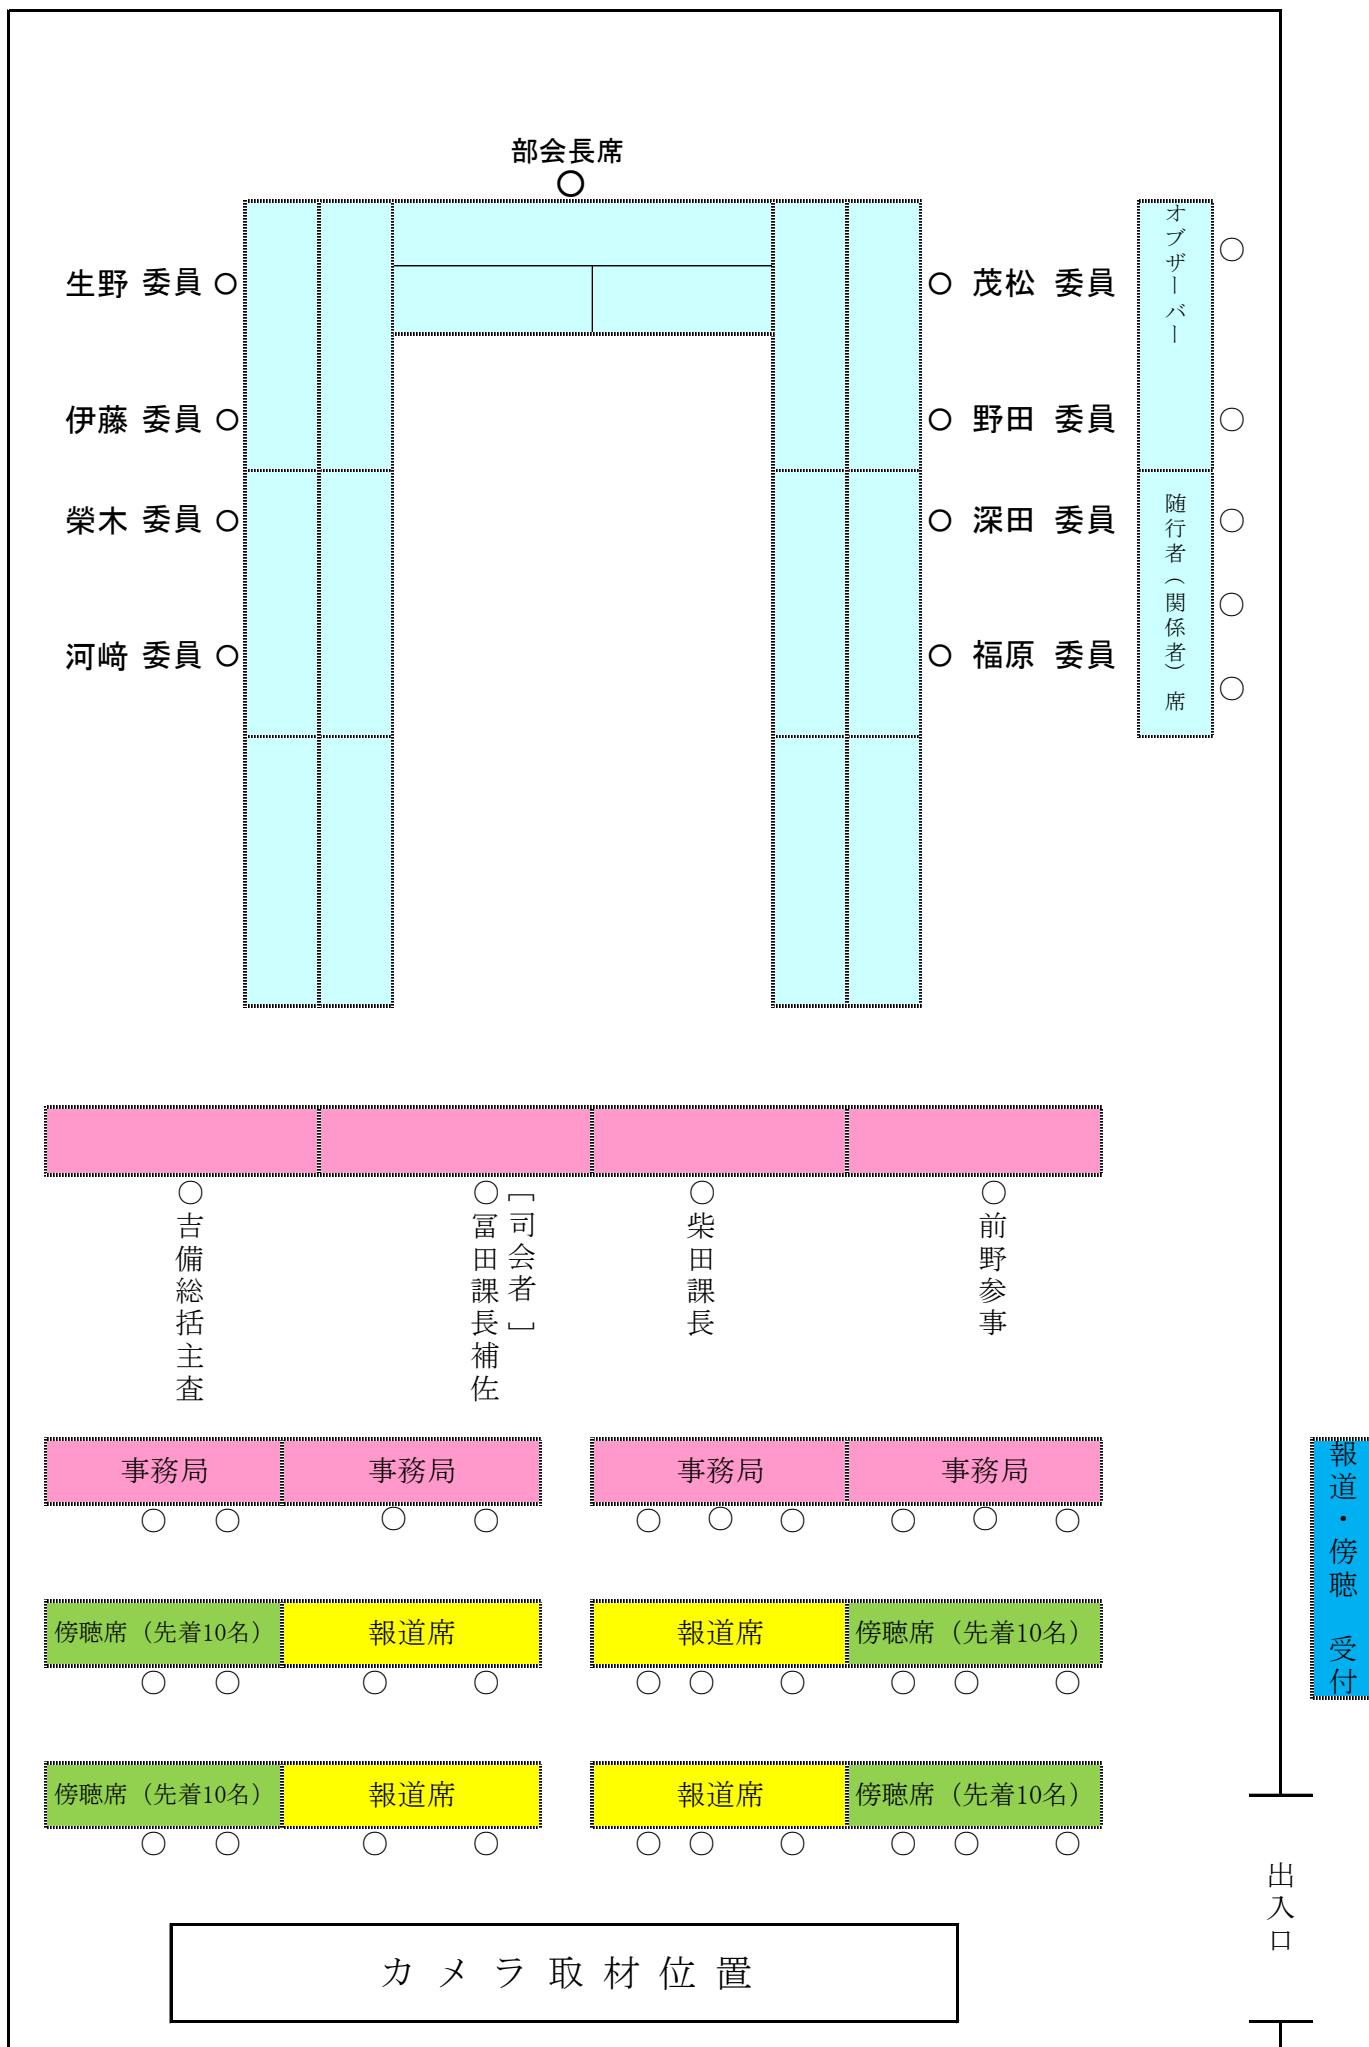 部会長席
○
生野 委員 ○
○ 茂松 委員
オブザーバー
○
伊藤 委員 ○
○ 野田 委員
○
榮木 委員 ○
○ 深田 委員
随行者（関係者）席
○
○
河﨑 委員 ○
○ 福原 委員
○
○吉備総括主査
［司会者］
○冨田課長補佐
○柴田課長
○前野参事
事務局
事務局
事務局
事務局
○ ○ ○ ○ ○ ○ ○ ○ ○ ○
報道・傍聴 受付
傍聴席（先着10名）
報道席
報道席
傍聴席（先着10名）
○ ○ ○ ○ ○ ○ ○ ○ ○ ○
傍聴席（先着10名）
報道席
報道席
傍聴席（先着10名）
○ ○ ○ ○ ○ ○ ○ ○ ○ ○
出入口
カメラ取材位置